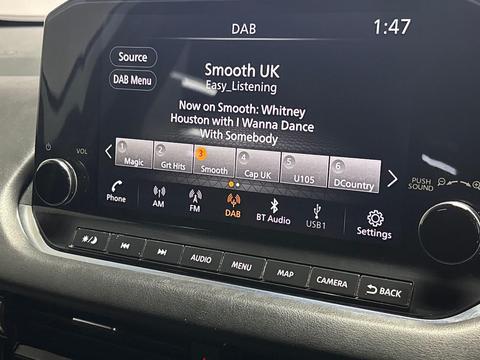 DAB
1:47
Source
DAB Menu
Smooth UK
Easy_Listening
Now on Smooth: Whitney
Houston with I Wanna Dance
With Somebody
1 2 3 4 5 6
Magic Grt Hits Smooth Cap UK U105 DCountry
VOL
PUSH
SOUND
Phone AM FM DAB BT Audio USB1 Settings
AUDIO MENU MAP CAMERA BACK